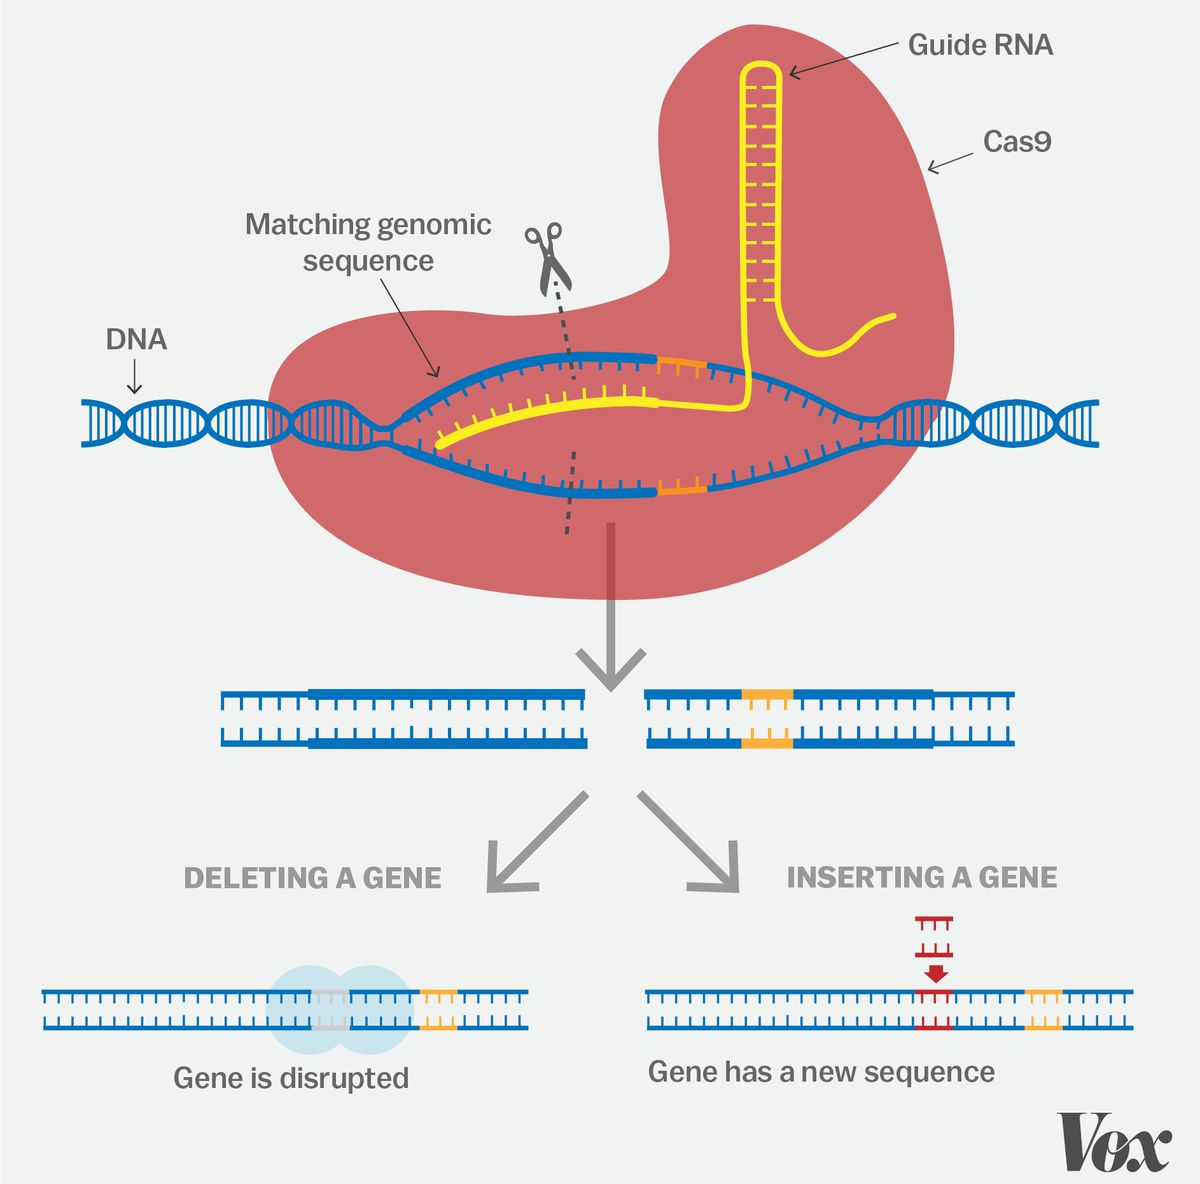 Guide RNA
Cas9
Matching genomic
sequence
DNA
DELETING A GENE
INSERTING A GENE
Gene is disrupted
Gene has a new sequence
Vox